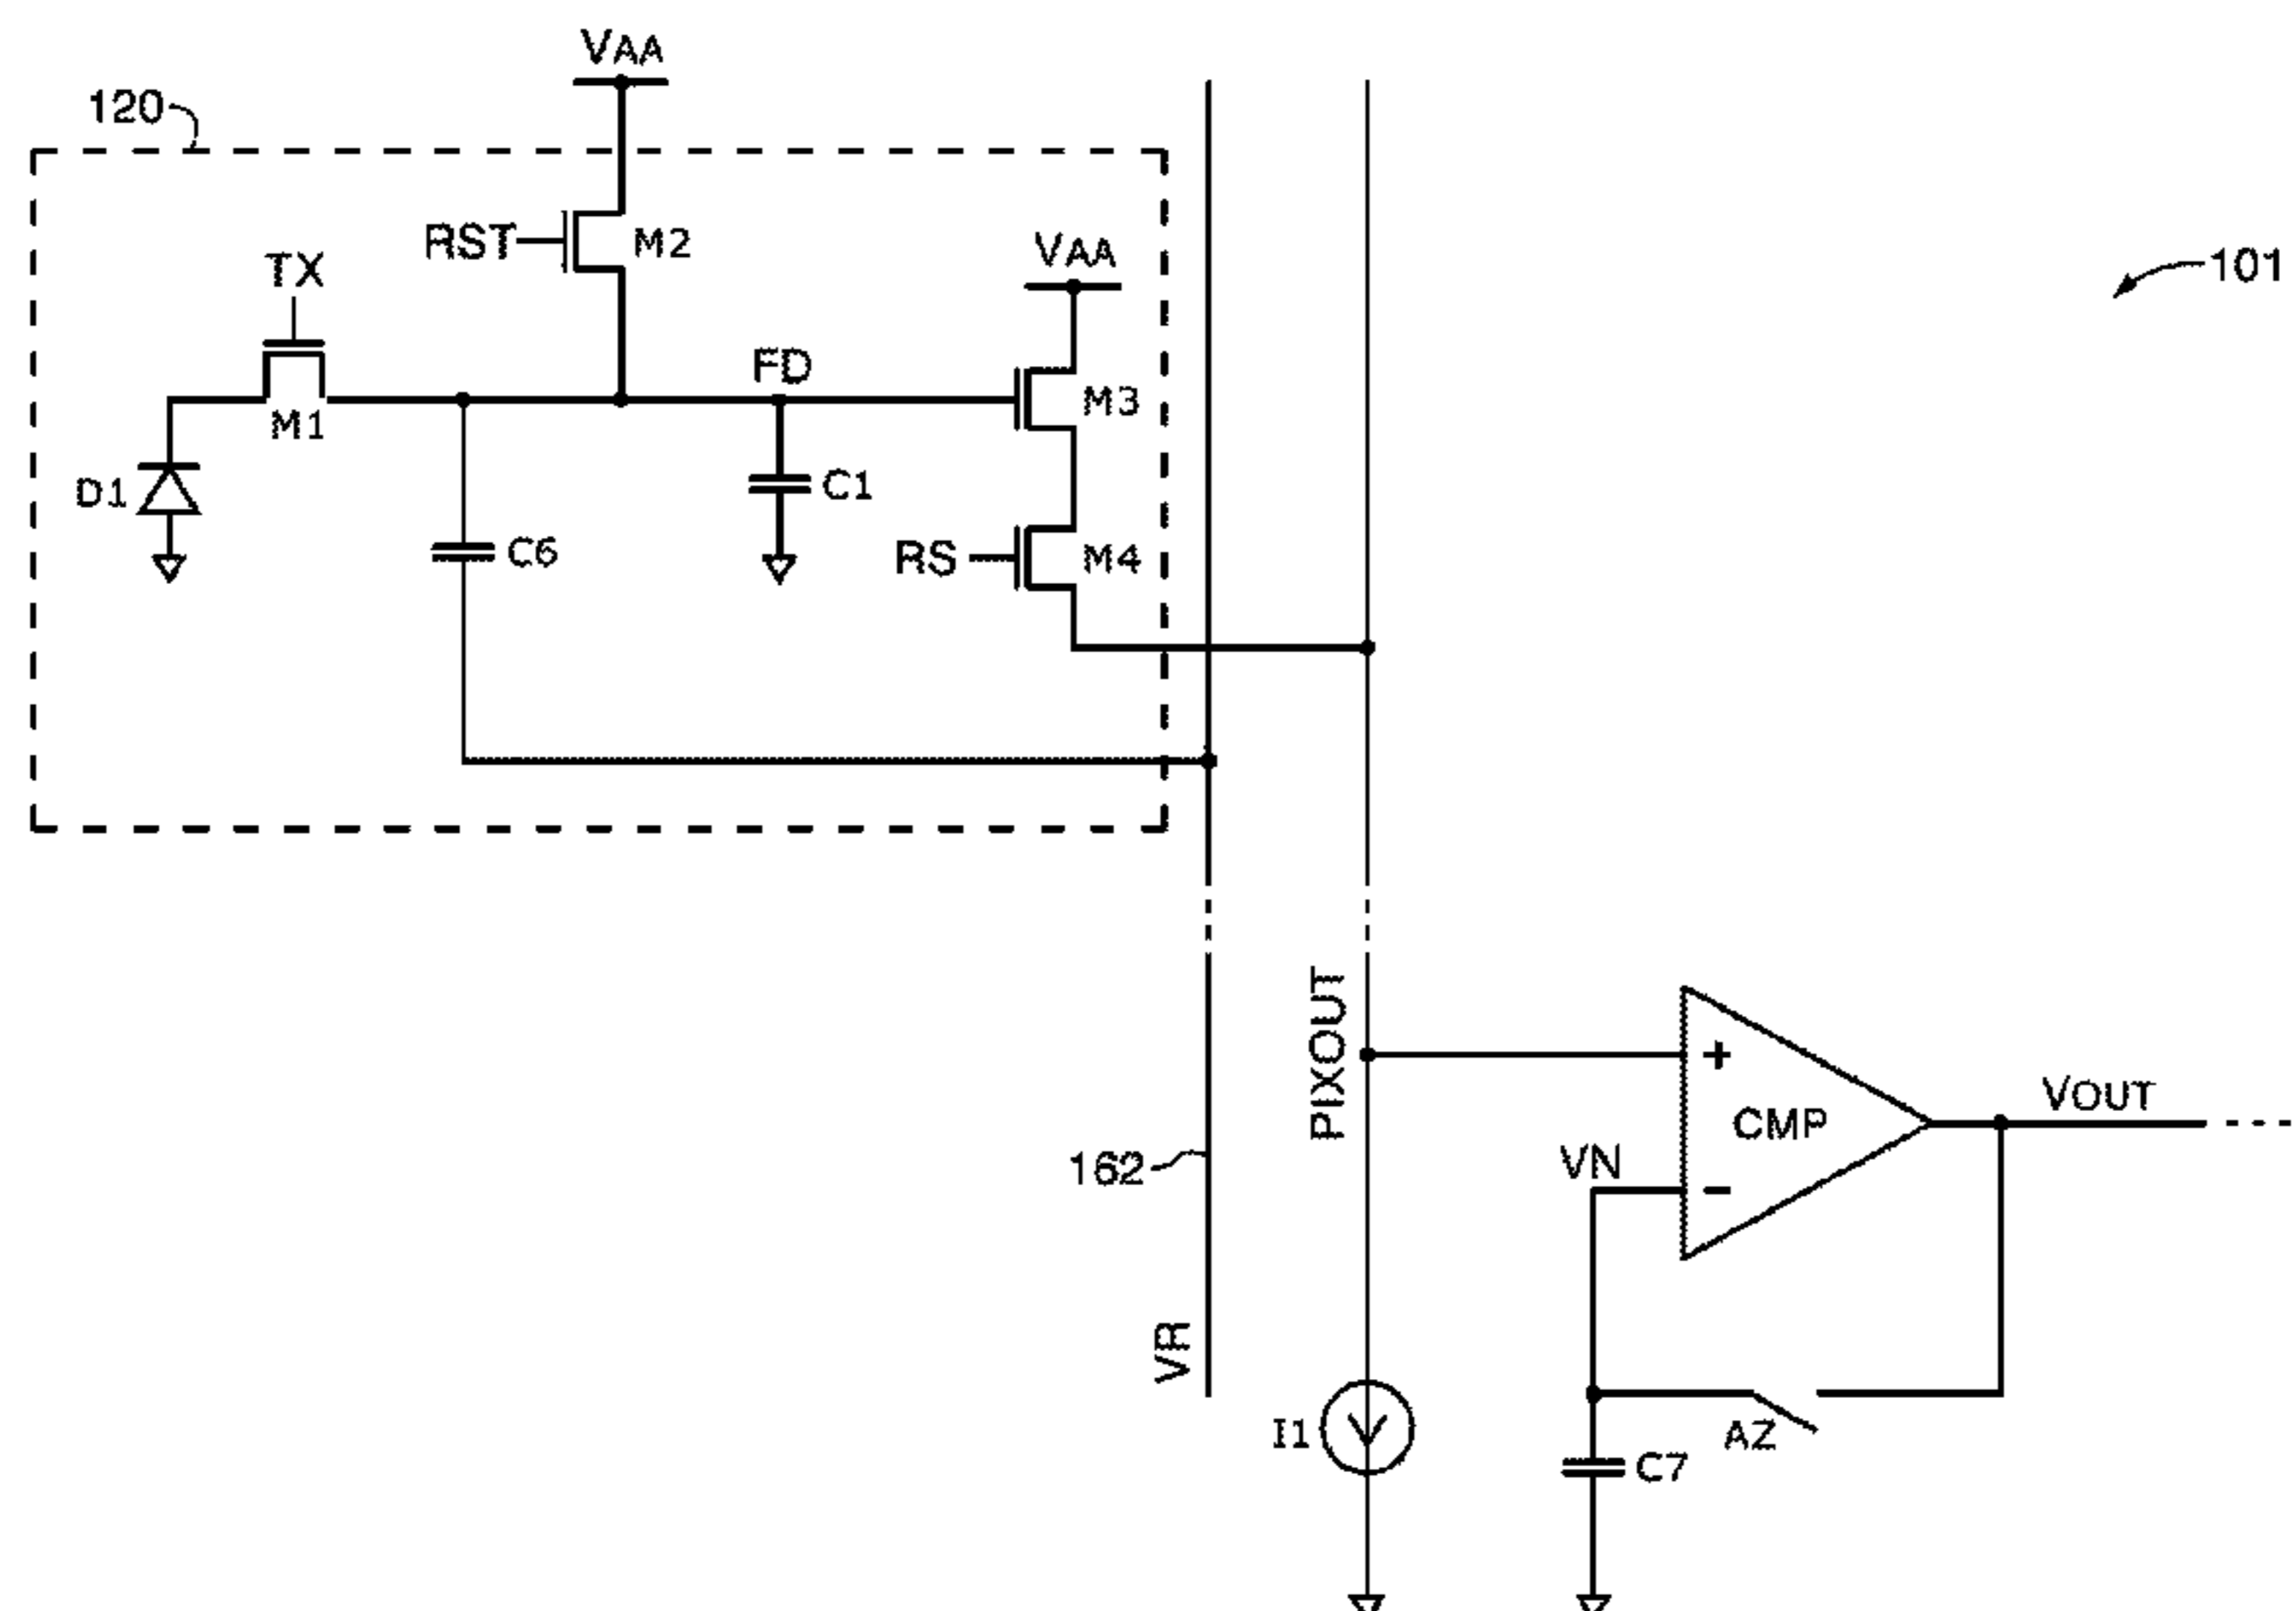 VAA
120
RST
M2
VAA
101
TX
FD
M3
M1
D1
C1
C6
RS
M4
PIXOUT
CMP
VOUT
VN
162
VR
I1
AZ
C7